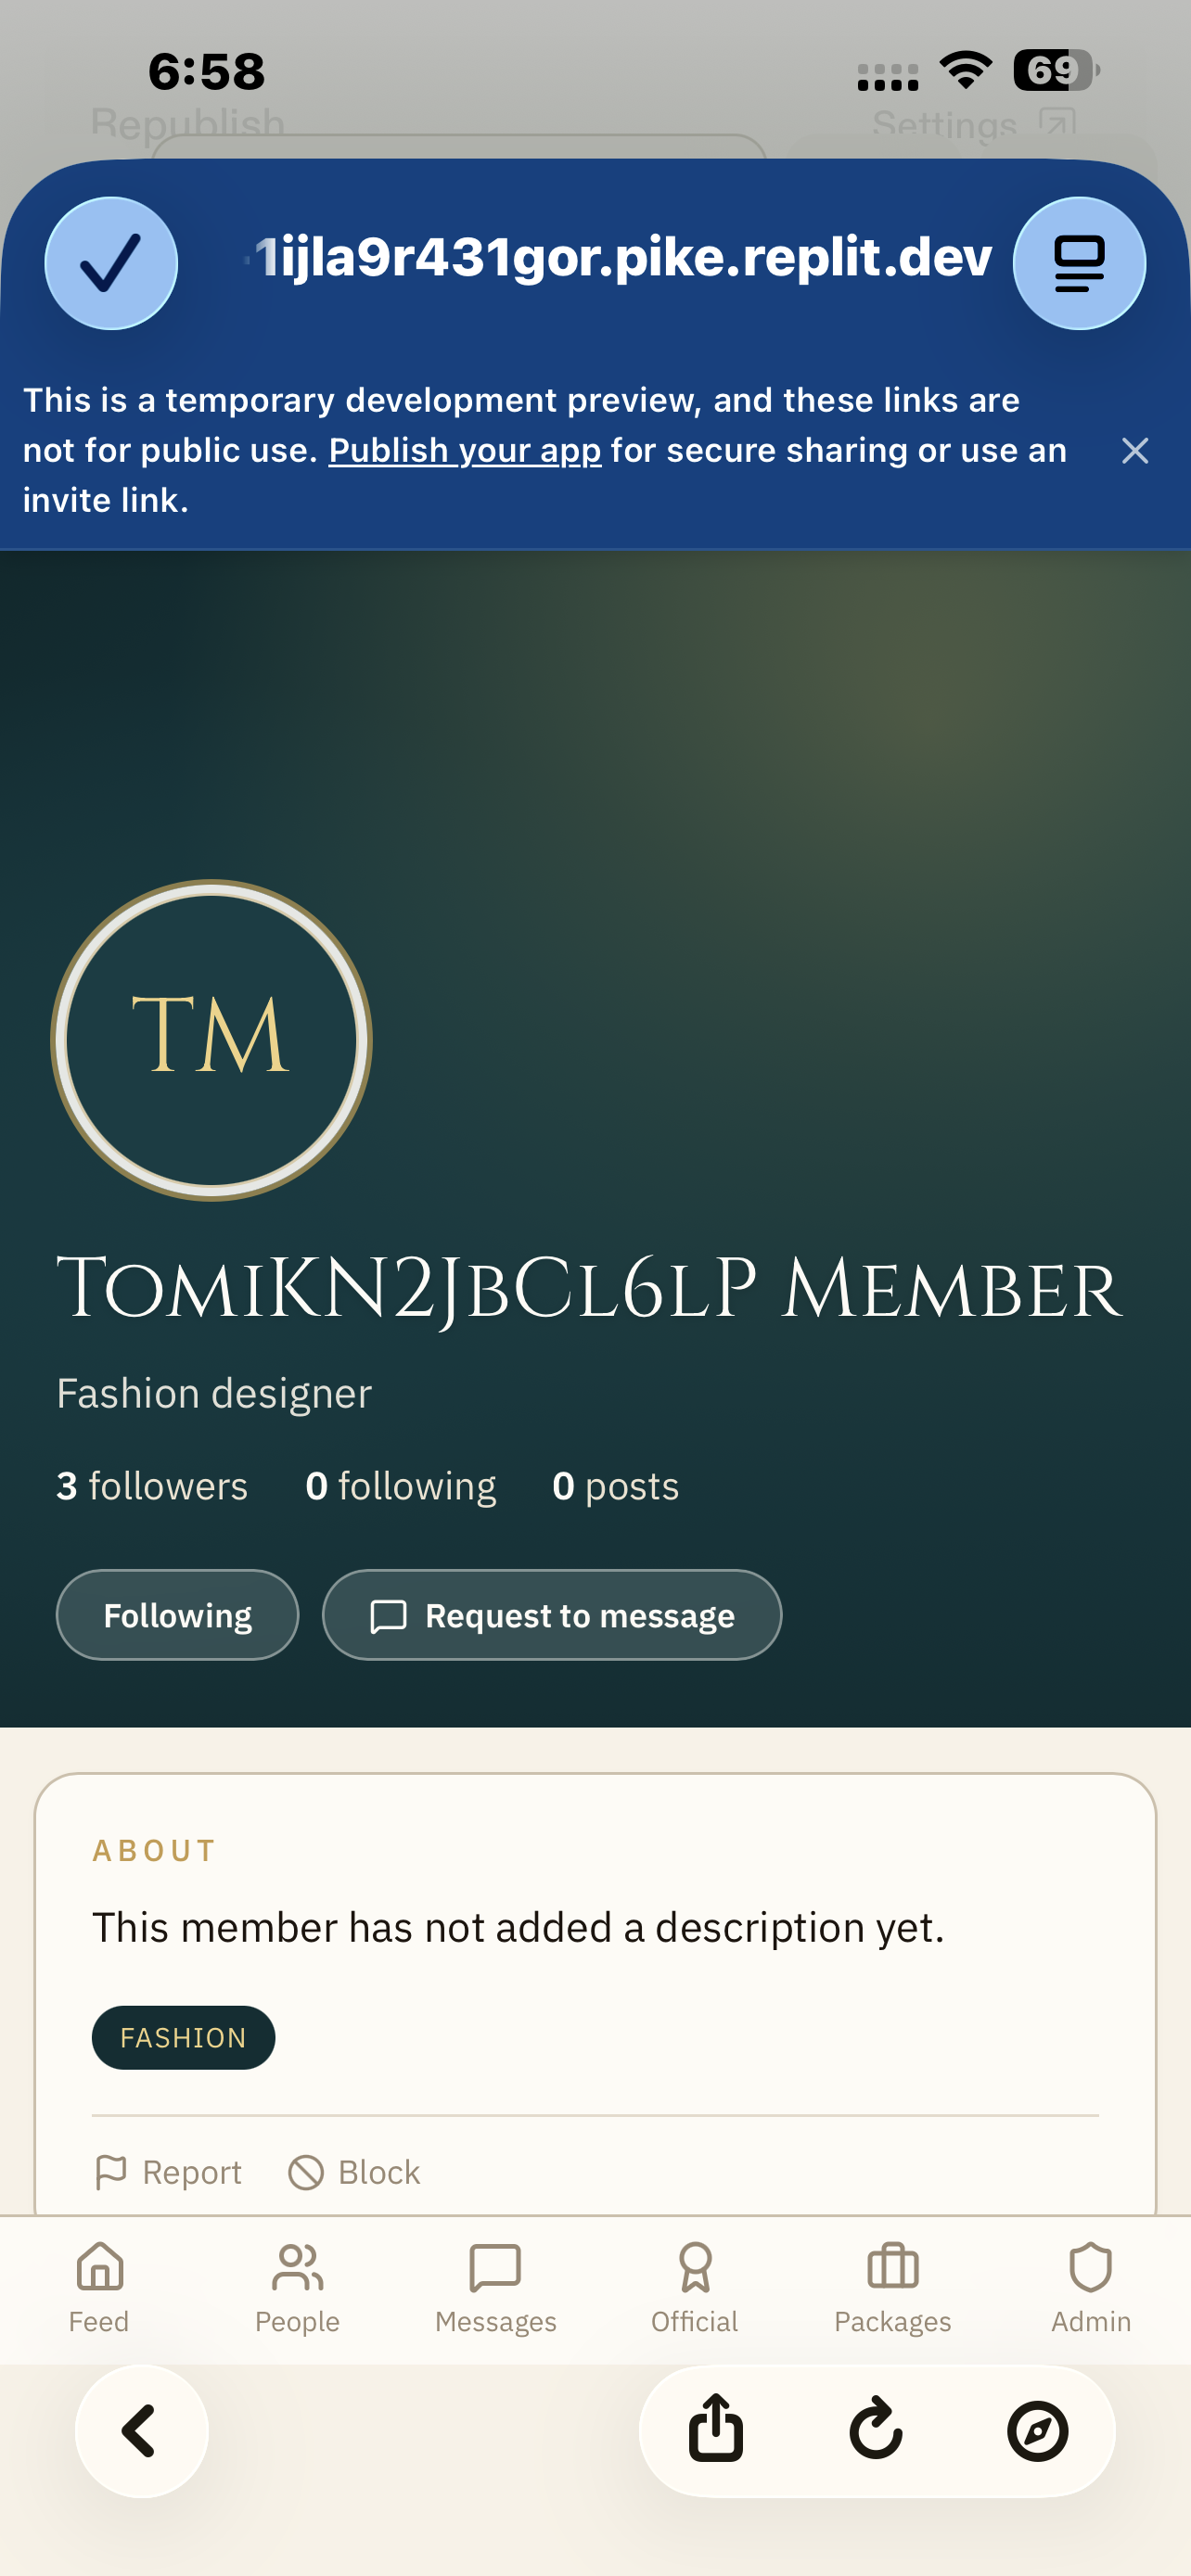 6:58
69
Republish
Settings
1ijla9r431gor.pike.replit.dev
This is a temporary development preview, and these links are
not for public use. Publish your app for secure sharing or use an
invite link.
TM
TomiKN2JbCl6lP Member
Fashion designer
3 followers 0 following 0 posts
Following Request to message
ABOUT
This member has not added a description yet.
FASHION
Report Block
Feed People Messages Official Packages Admin